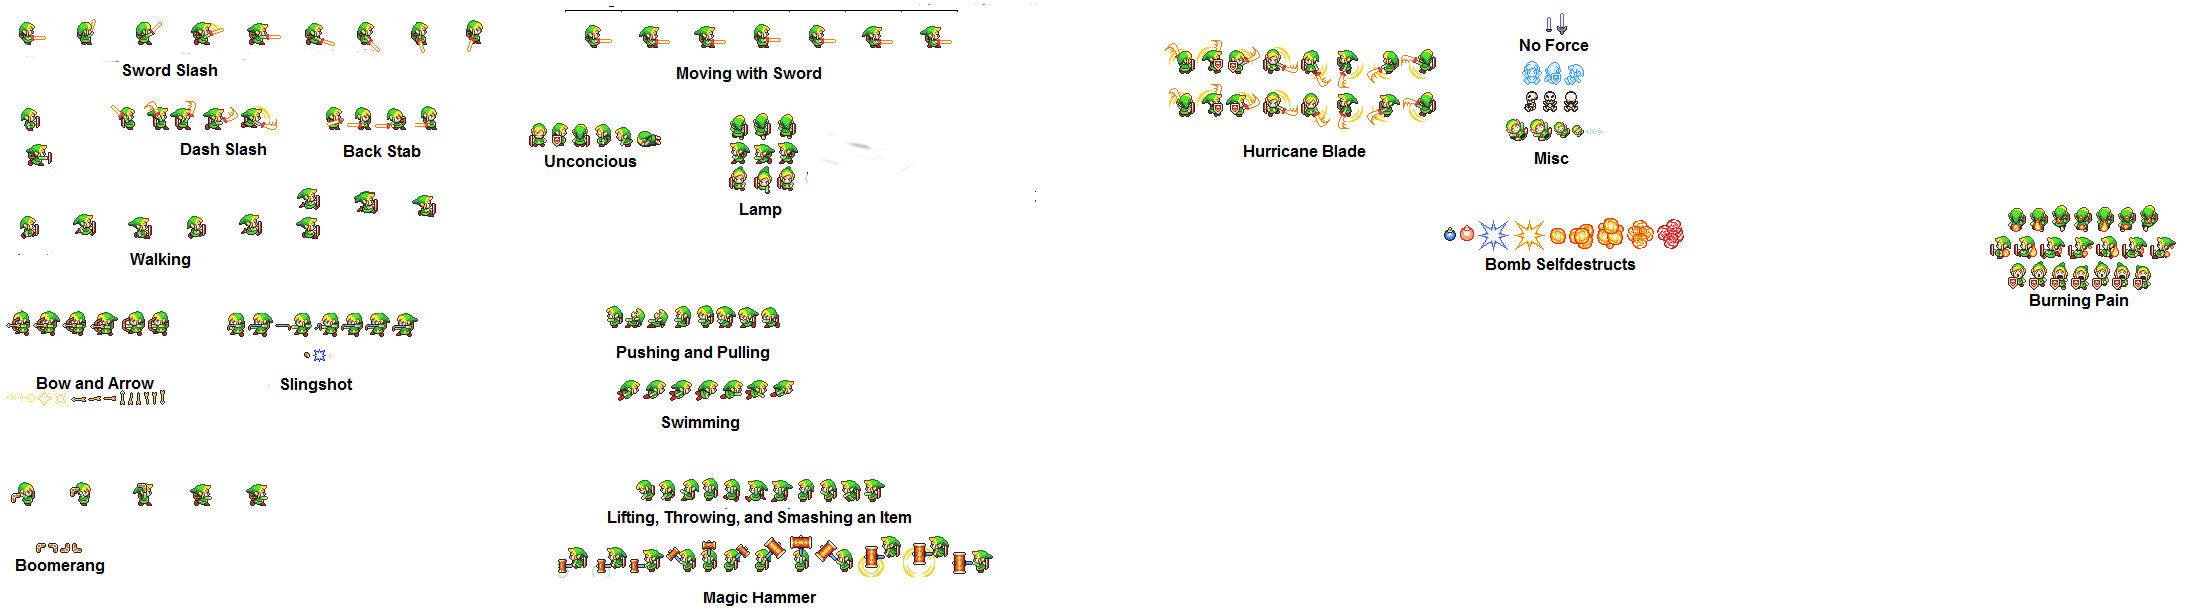 Sword Slash
Moving with Sword
No Force
Dash Slash
Back Stab
Unconcious
Hurricane Blade
Misc
Lamp
Walking
Bomb Selfdestructs
Burning Pain
Pushing and Pulling
Bow and Arrow
Slingshot
Swimming
Lifting, Throwing, and Smashing an Item
Boomerang
Magic Hammer